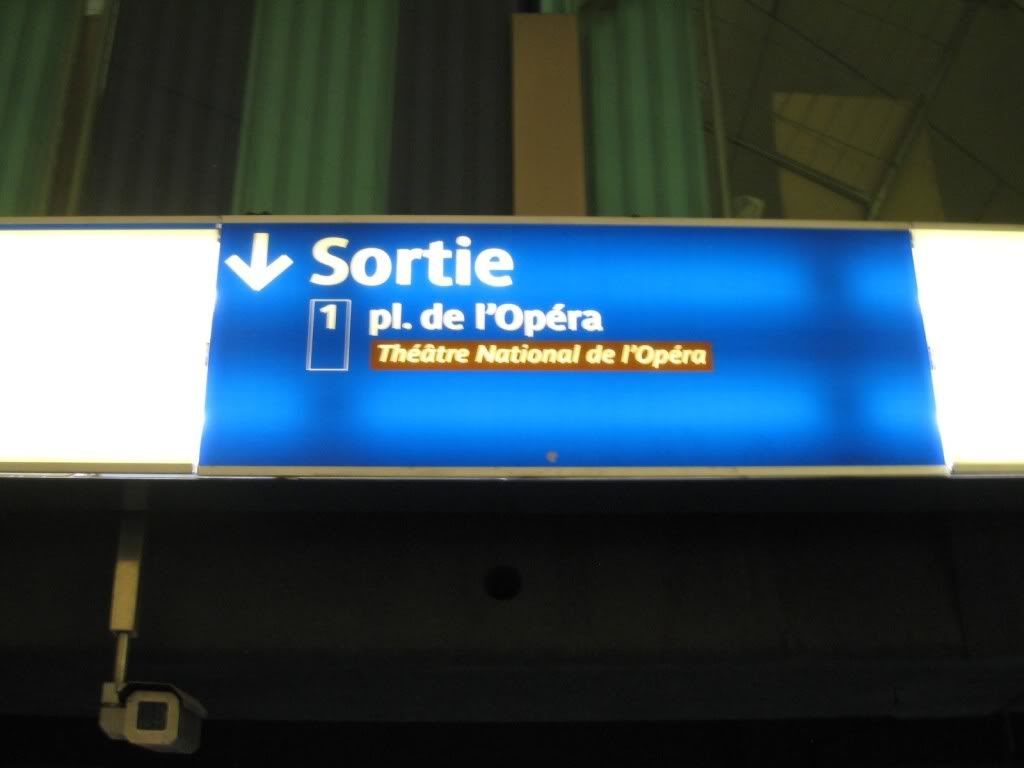 Sortie
1 pl. de l'Opéra
Théâtre National de l'Opéra